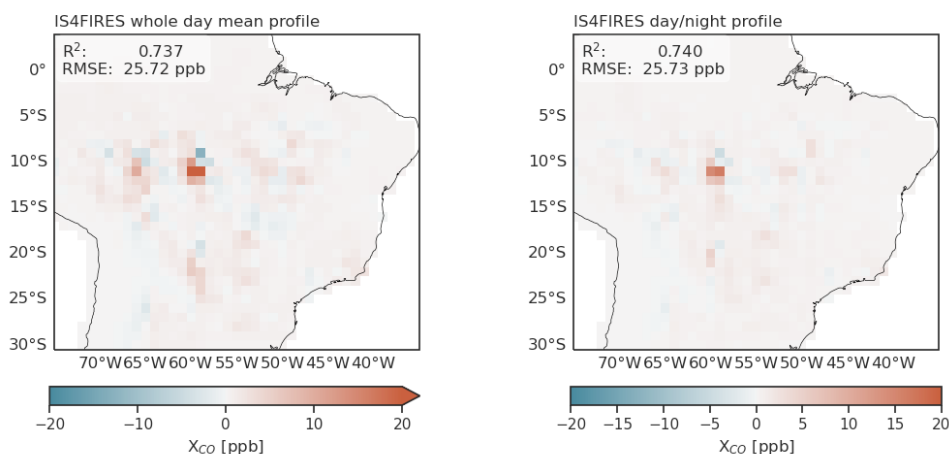 IS4FIRES whole day mean profile
R²: 0.737
RMSE: 25.72 ppb
0°
5°S
10°S
15°S
20°S
25°S
30°S
70°W 65°W 60°W 55°W 50°W 45°W 40°W
−20 −10 0 10 20
X_CO [ppb]
IS4FIRES day/night profile
R²: 0.740
RMSE: 25.73 ppb
0°
5°S
10°S
15°S
20°S
25°S
30°S
70°W 65°W 60°W 55°W 50°W 45°W 40°W
−20 −15 −10 −5 0 5 10 15 20
X_CO [ppb]